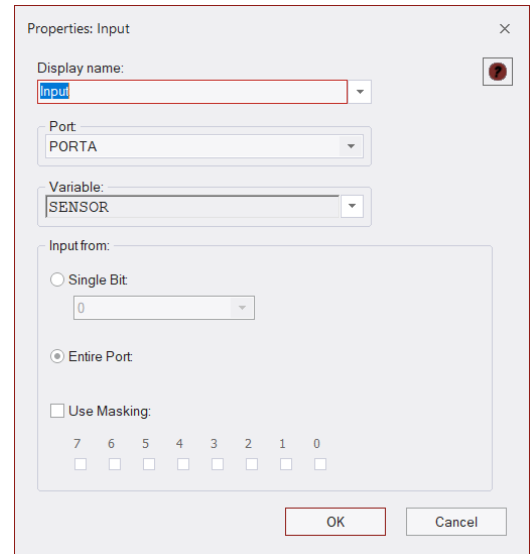 Properties: Input
Display name:
Input
?
Port:
PORTA
Variable:
SENSOR
Input from:
Single Bit:
0
Entire Port:
Use Masking:
7 6 5 4 3 2 1 0
OK Cancel